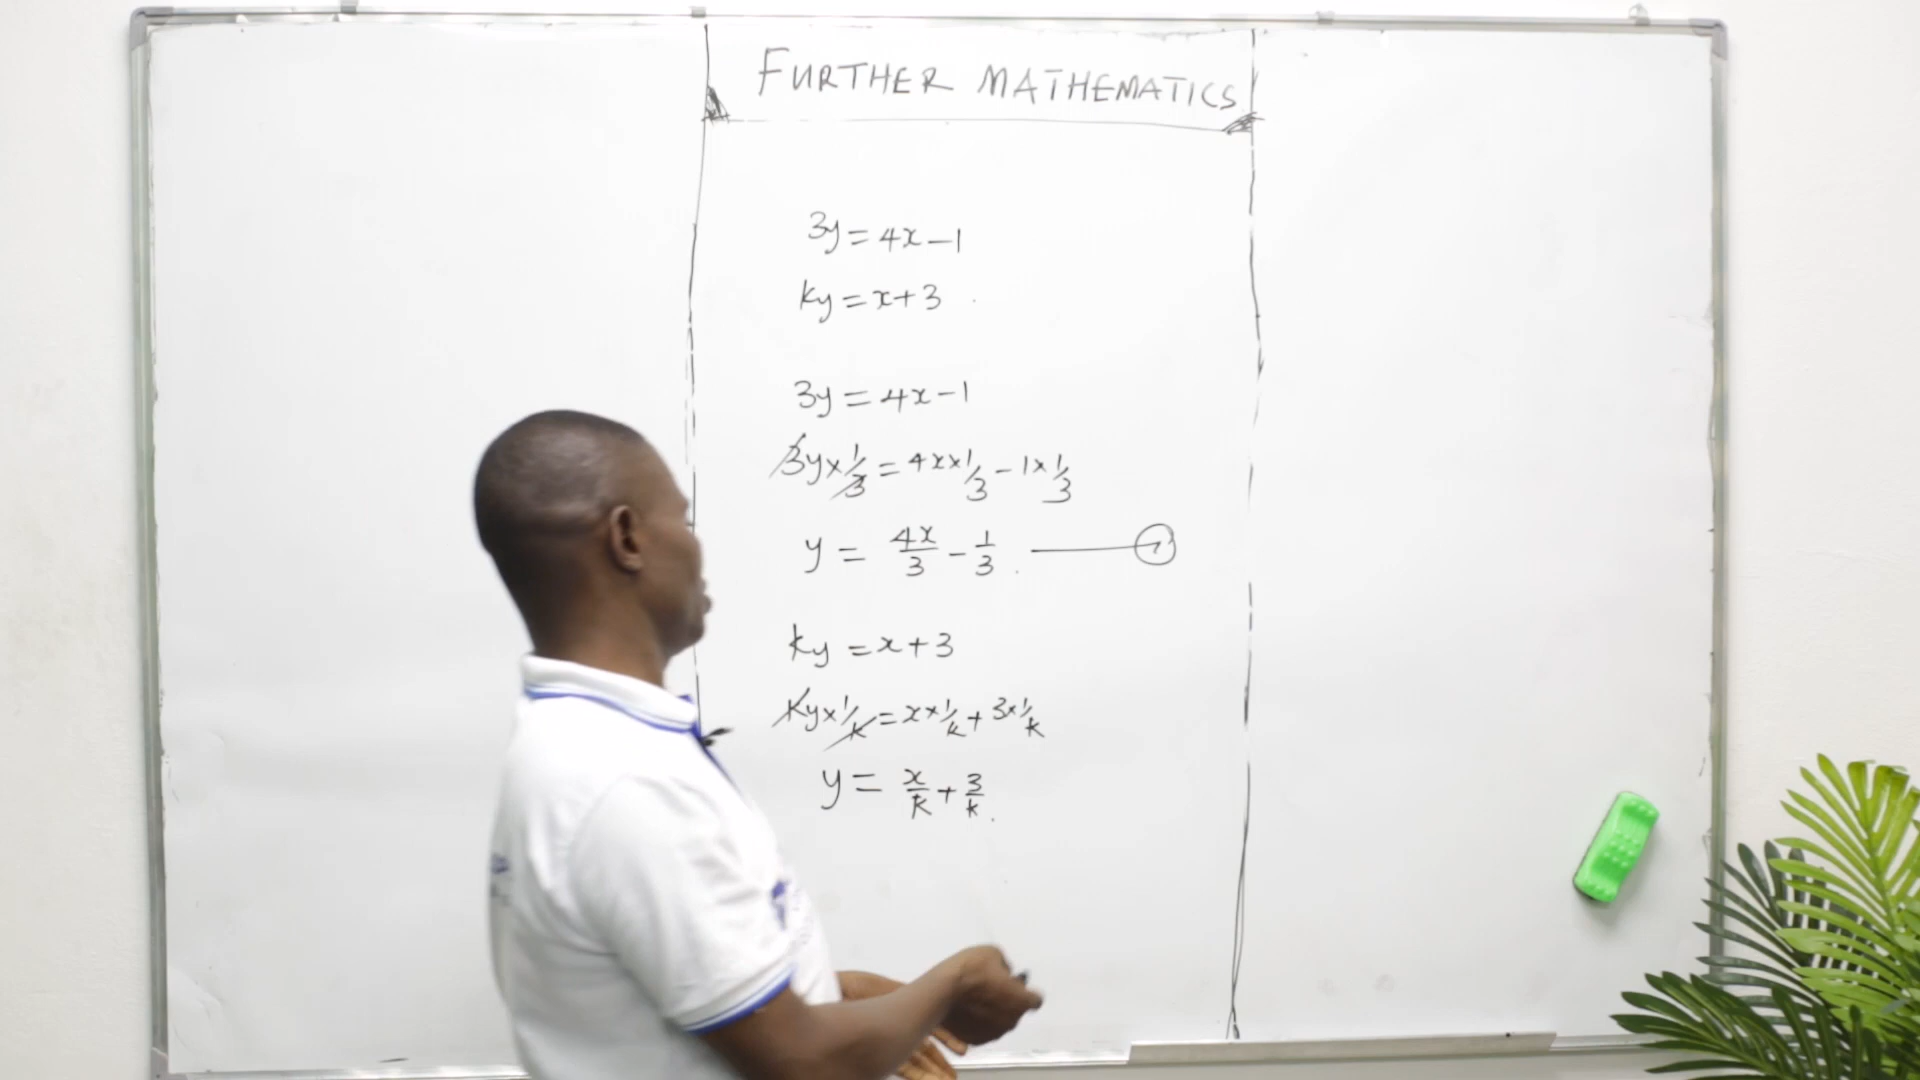 FURTHER MATHEMATICS
3y = 4x - 1
ky = x + 3
3y = 4x - 1
3y × 1/3 = 4x × 1/3 - 1 × 1/3
y = 4x/3 - 1/3
ky = x + 3
ky × 1/k = x × 1/k + 3 × 1/k
y = x/k + 3/k